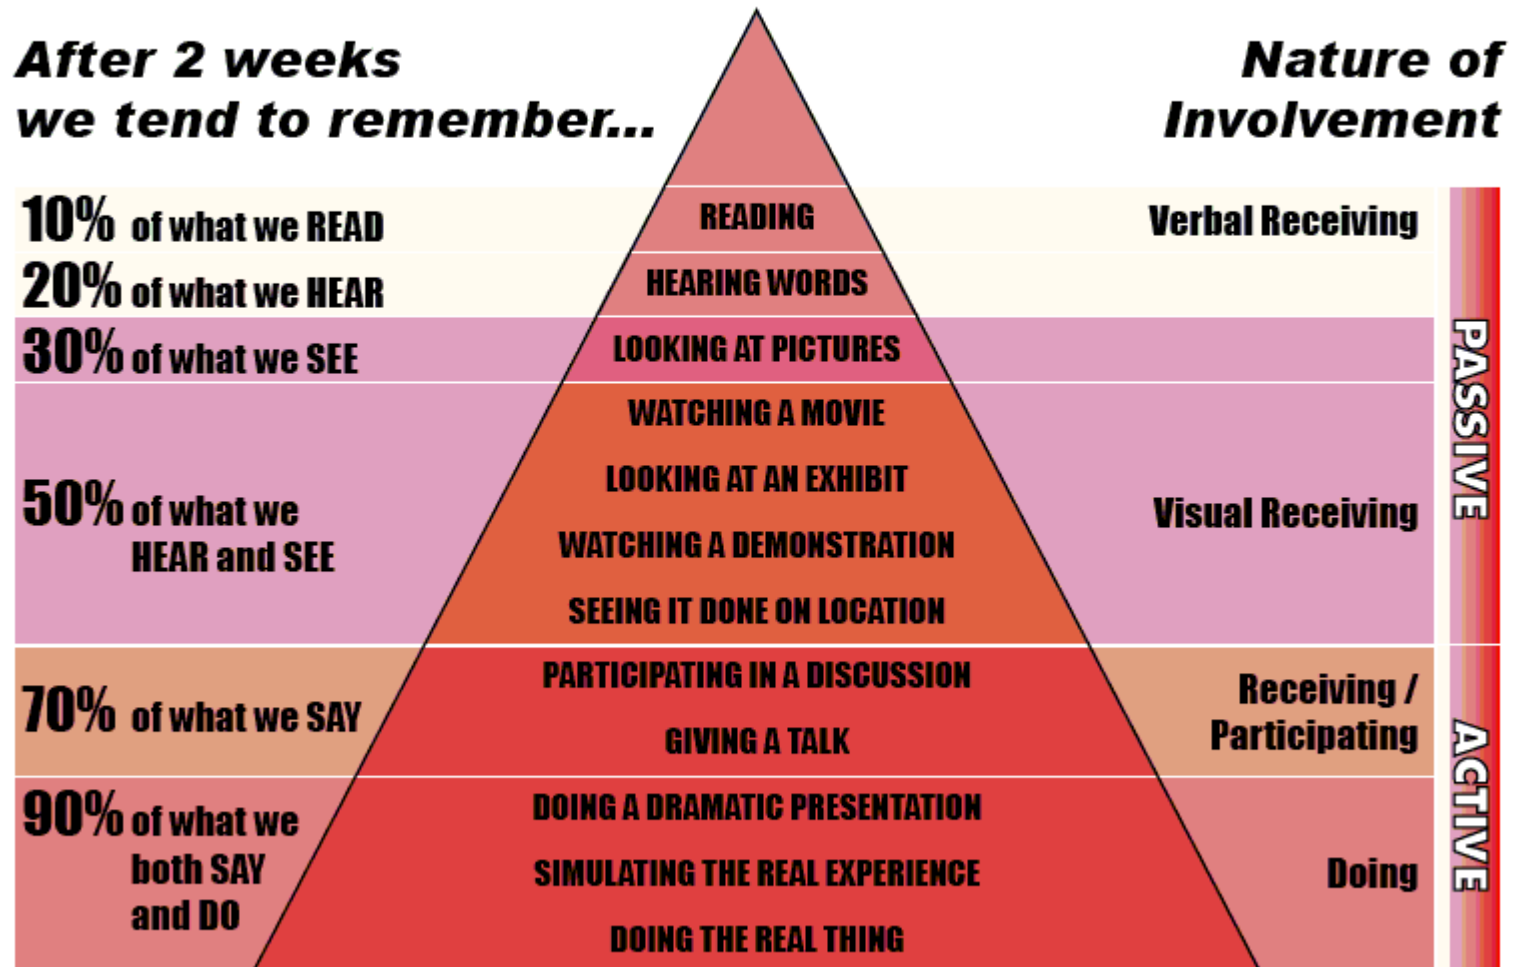 After 2 weeks
we tend to remember...
Nature of
Involvement
10% of what we READ
READING
Verbal Receiving
20% of what we HEAR
HEARING WORDS
30% of what we SEE
LOOKING AT PICTURES
PASSIVE
50% of what we
HEAR and SEE
WATCHING A MOVIE
LOOKING AT AN EXHIBIT
WATCHING A DEMONSTRATION
SEEING IT DONE ON LOCATION
Visual Receiving
70% of what we SAY
PARTICIPATING IN A DISCUSSION
GIVING A TALK
Receiving /
Participating
ACTIVE
90% of what we
both SAY
and DO
DOING A DRAMATIC PRESENTATION
SIMULATING THE REAL EXPERIENCE
DOING THE REAL THING
Doing